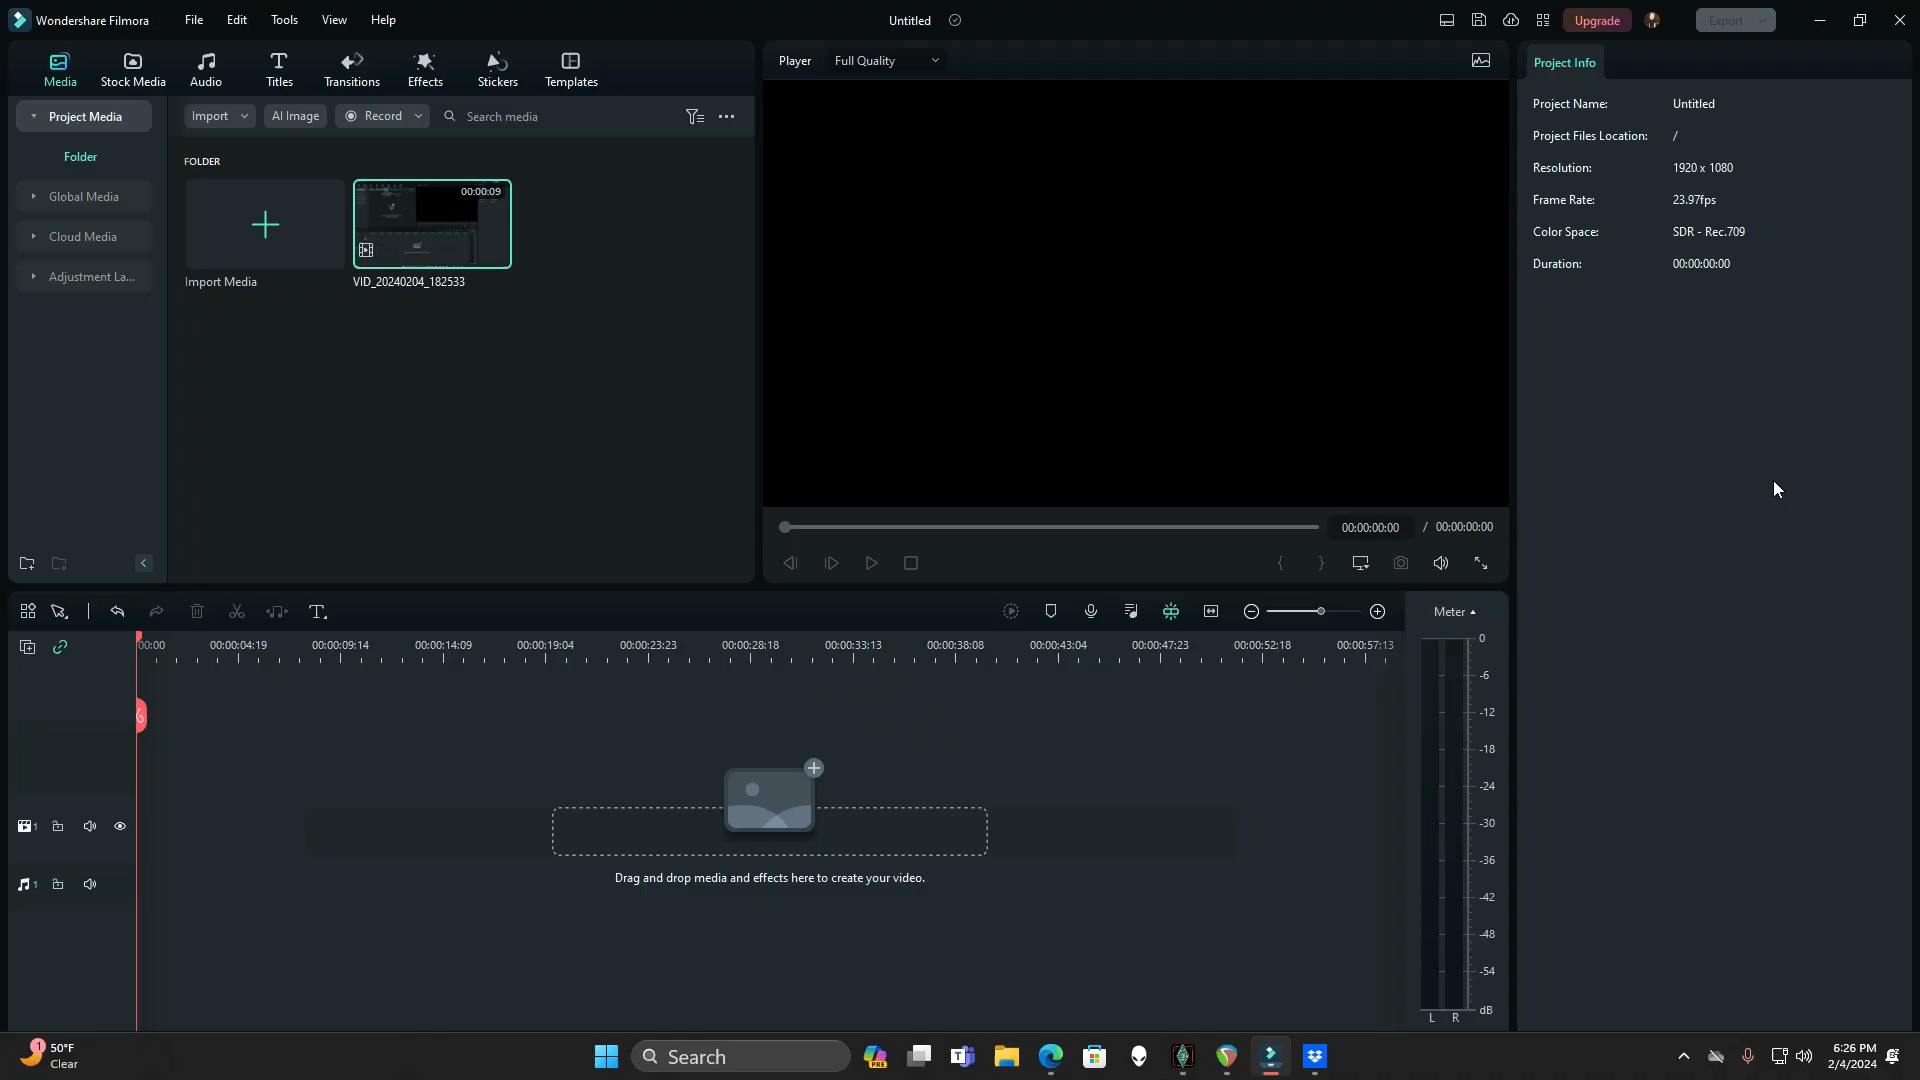 Wondershare Filmora File Edit Tools View Help Untitled Upgrade Export
Media Stock Media Audio Titles Transitions Effects Stickers Templates
Player Full Quality
Project Info
Project Media
Import AI Image Record Search media
Folder
Global Media
Cloud Media
Adjustment La...
FOLDER
00:00:09
Import Media VID_20240204_182533
Project Name: Untitled
Project Files Location: /
Resolution: 1920 x 1080
Frame Rate: 23.97fps
Color Space: SDR - Rec.709
Duration: 00:00:00:00
00:00:00:00 / 00:00:00:00
Meter
00:00 00:00:04:19 00:00:09:14 00:00:14:09 00:00:19:04 00:00:23:23 00:00:28:18 00:00:33:13 00:00:38:08 00:00:43:04 00:00:47:23 00:00:52:18 00:00:57:13
1
1
Drag and drop media and effects here to create your video.
0
-6
-12
-18
-24
-30
-36
-42
-48
-54
dB
L R
1
50°F
Clear
Search
PRE
6:26 PM
2/4/2024